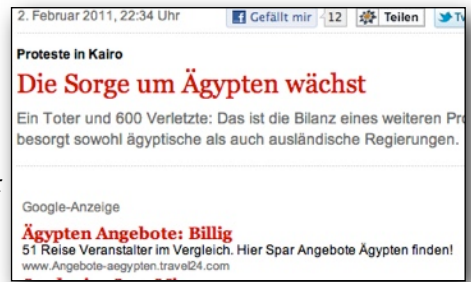 2. Februar 2011, 22:34 Uhr Gefällt mir 12 Teilen
Proteste in Kairo
Die Sorge um Ägypten wächst
Ein Toter und 600 Verletzte: Das ist die Bilanz eines weiteren
besorgt sowohl ägyptische als auch ausländische Regierungen.
Google-Anzeige
Ägypten Angebote: Billig
51 Reise Veranstalter im Vergleich. Hier Spar Angebote Ägypten finden!
www.Angebote-aegypten.travel24.com